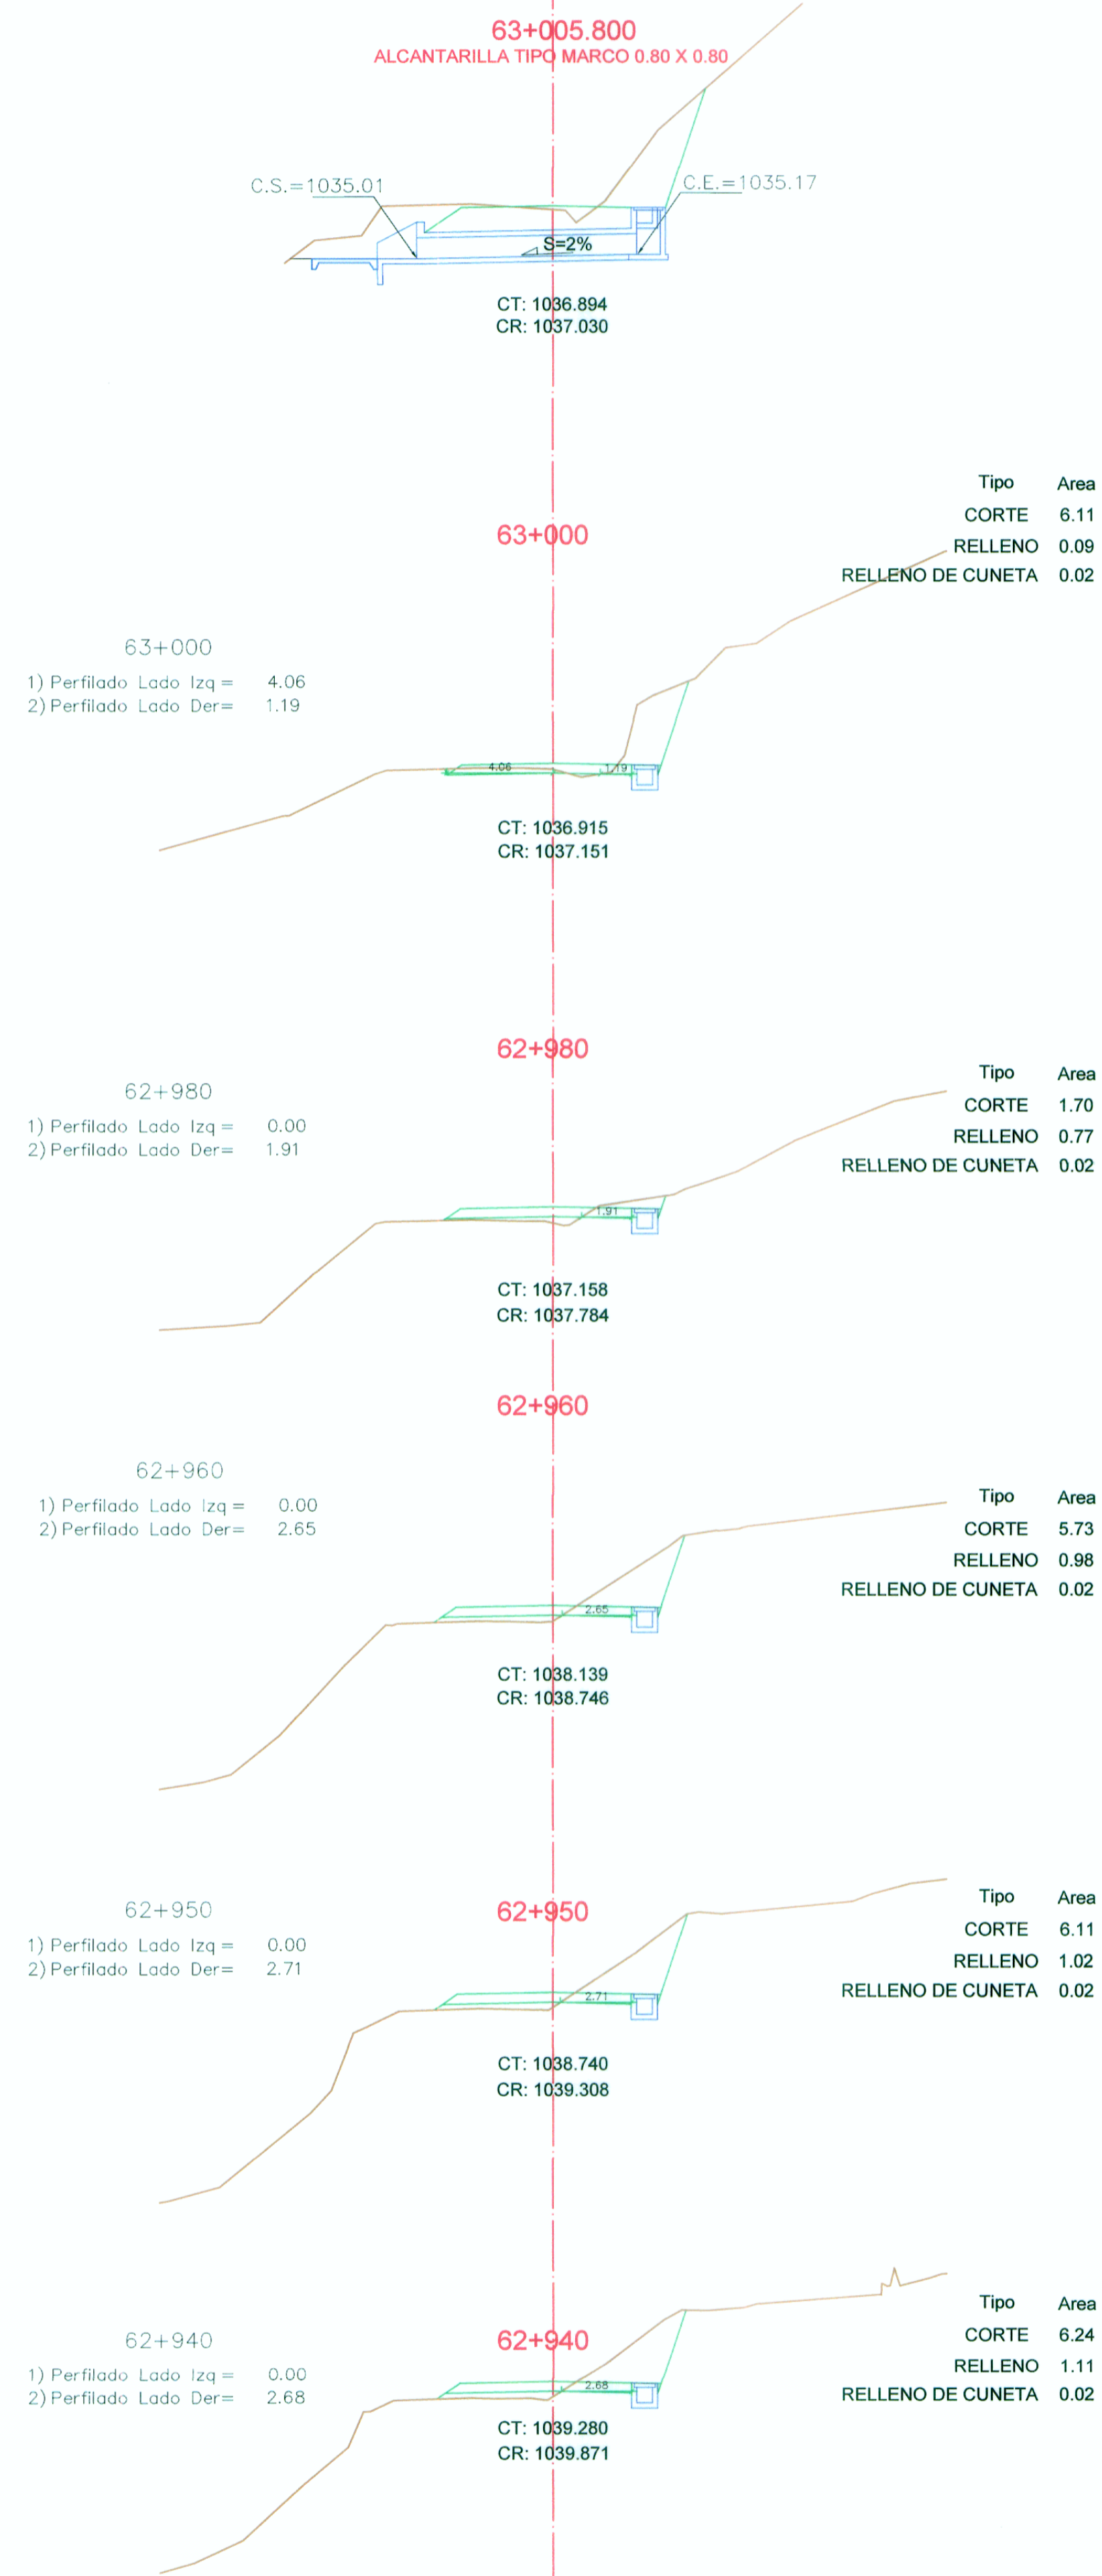 63+005.800
ALCANTARILLA TIPO MARCO 0.80 X 0.80
C.S.=1035.01
C.E.=1035.17
S=2%
CT: 1036.894
CR: 1037.030
Tipo Area
CORTE 6.11
RELLENO 0.09
RELLENO DE CUNETA 0.02
63+000
63+000
1) Perfilado Lado Izq = 4.06
2) Perfilado Lado Der= 1.19
4.06
1.19
CT: 1036.915
CR: 1037.151
62+980
Tipo Area
CORTE 1.70
RELLENO 0.77
RELLENO DE CUNETA 0.02
62+980
1) Perfilado Lado Izq = 0.00
2) Perfilado Lado Der= 1.91
1.91
CT: 1037.158
CR: 1037.784
62+960
62+960
1) Perfilado Lado Izq = 0.00
2) Perfilado Lado Der= 2.65
Tipo Area
CORTE 5.73
RELLENO 0.98
RELLENO DE CUNETA 0.02
2.65
CT: 1038.139
CR: 1038.746
62+950
62+950
1) Perfilado Lado Izq = 0.00
2) Perfilado Lado Der= 2.71
Tipo Area
CORTE 6.11
RELLENO 1.02
RELLENO DE CUNETA 0.02
2.71
CT: 1038.740
CR: 1039.308
62+940
62+940
1) Perfilado Lado Izq = 0.00
2) Perfilado Lado Der= 2.68
Tipo Area
CORTE 6.24
RELLENO 1.11
RELLENO DE CUNETA 0.02
2.68
CT: 1039.280
CR: 1039.871